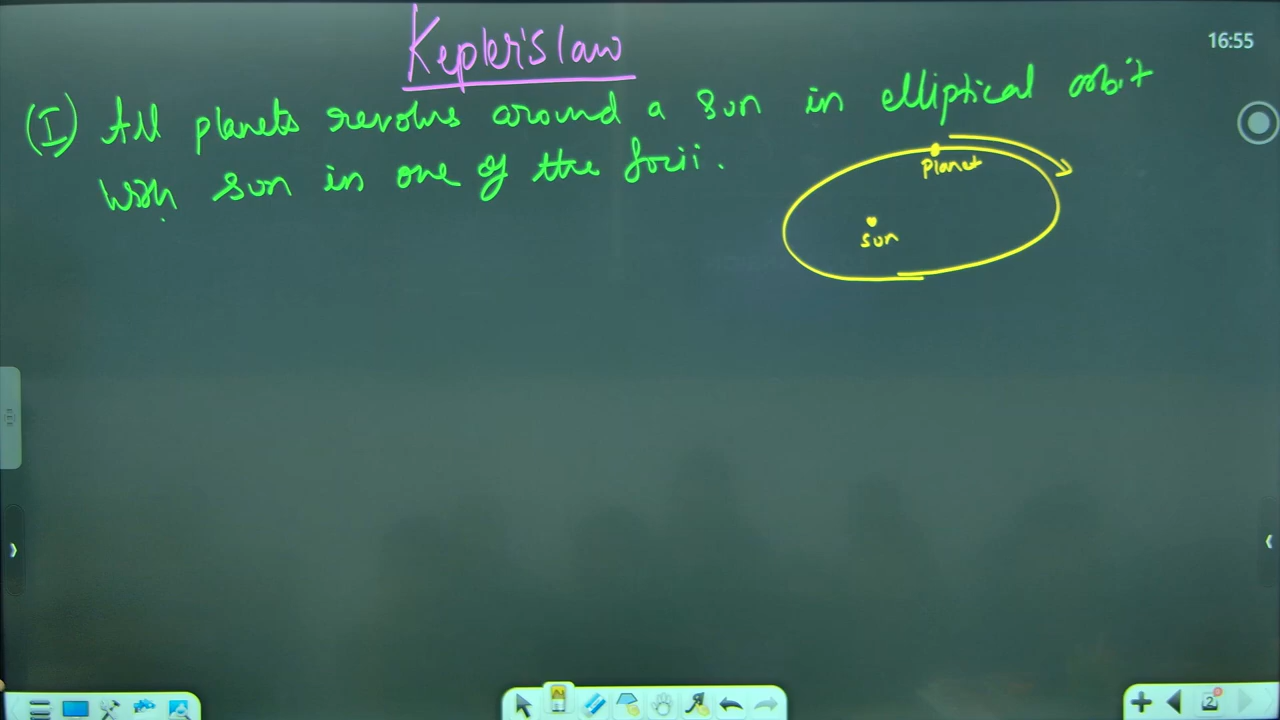 Kepler's law
16:55
(I) All planets revolves around a sun in elliptical orbit
with sun in one of the focii.
Planet
sun
2